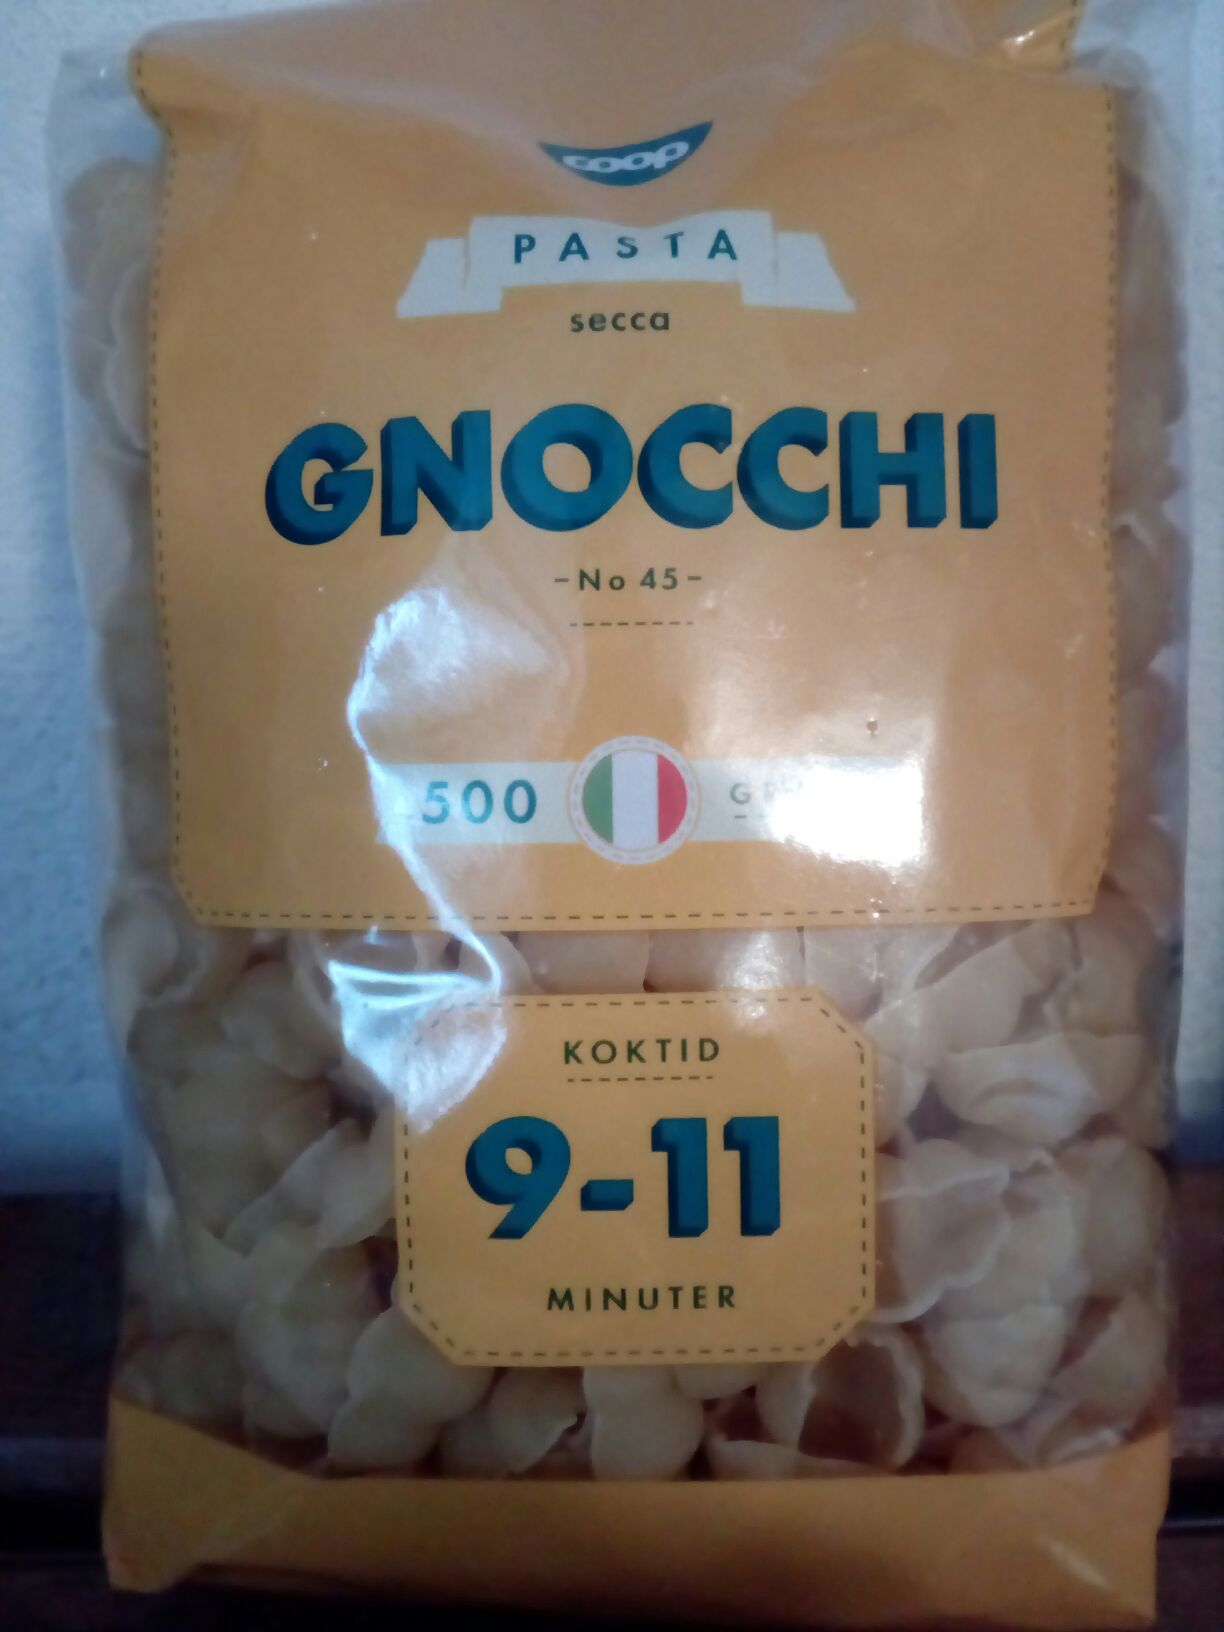 coop
PASTA
secca
GNOCCHI
-No 45-
500
KOKTID
9-11
MINUTER